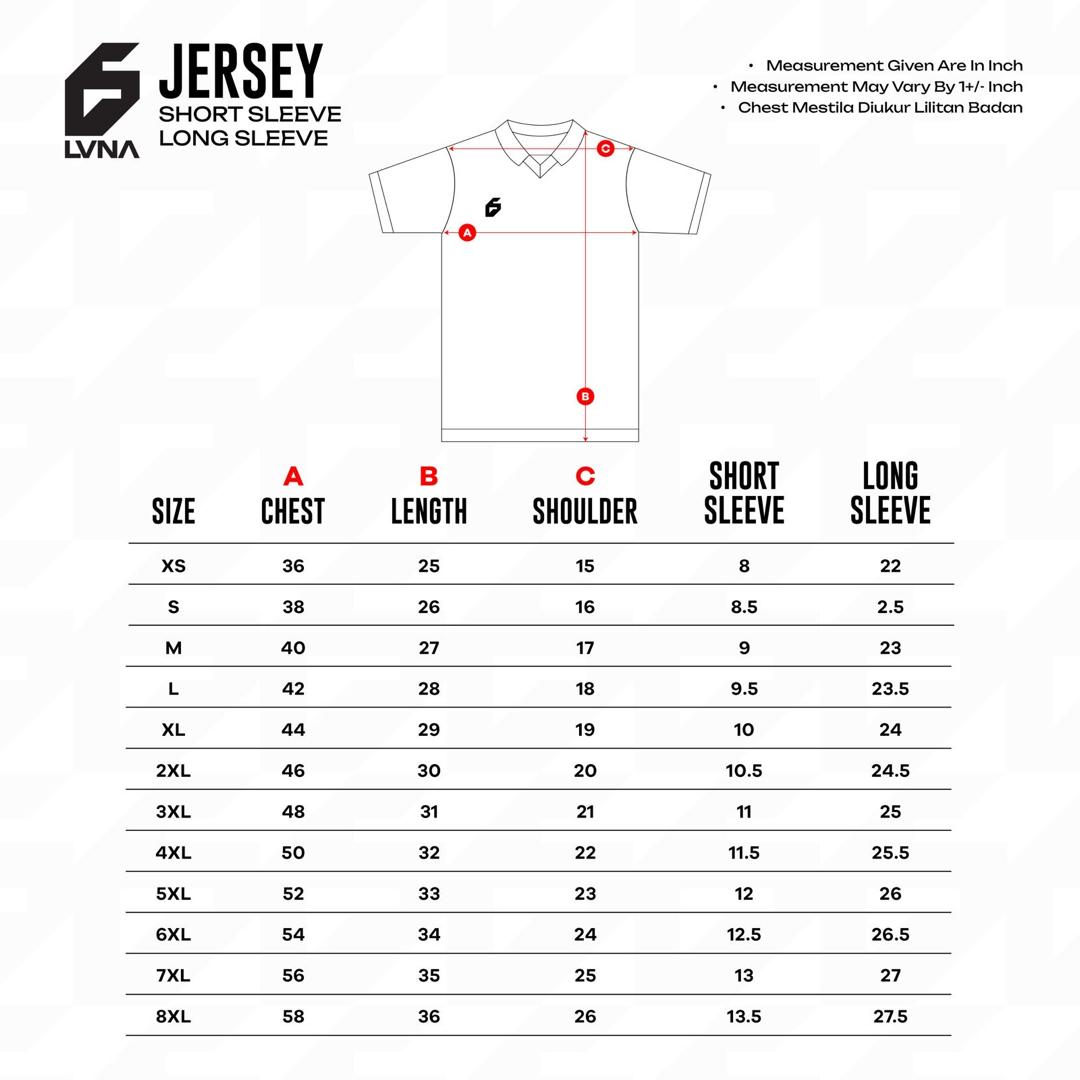 JERSEY
SHORT SLEEVE
LONG SLEEVE
LVNA
• Measurement Given Are In Inch
• Measurement May Vary By 1+/- Inch
• Chest Mestila Diukur Lilitan Badan
C
A
B
A B C SHORT LONG
SIZE CHEST LENGTH SHOULDER SLEEVE SLEEVE
XS 36 25 15 8 22
S 38 26 16 8.5 2.5
M 40 27 17 9 23
L 42 28 18 9.5 23.5
XL 44 29 19 10 24
2XL 46 30 20 10.5 24.5
3XL 48 31 21 11 25
4XL 50 32 22 11.5 25.5
5XL 52 33 23 12 26
6XL 54 34 24 12.5 26.5
7XL 56 35 25 13 27
8XL 58 36 26 13.5 27.5